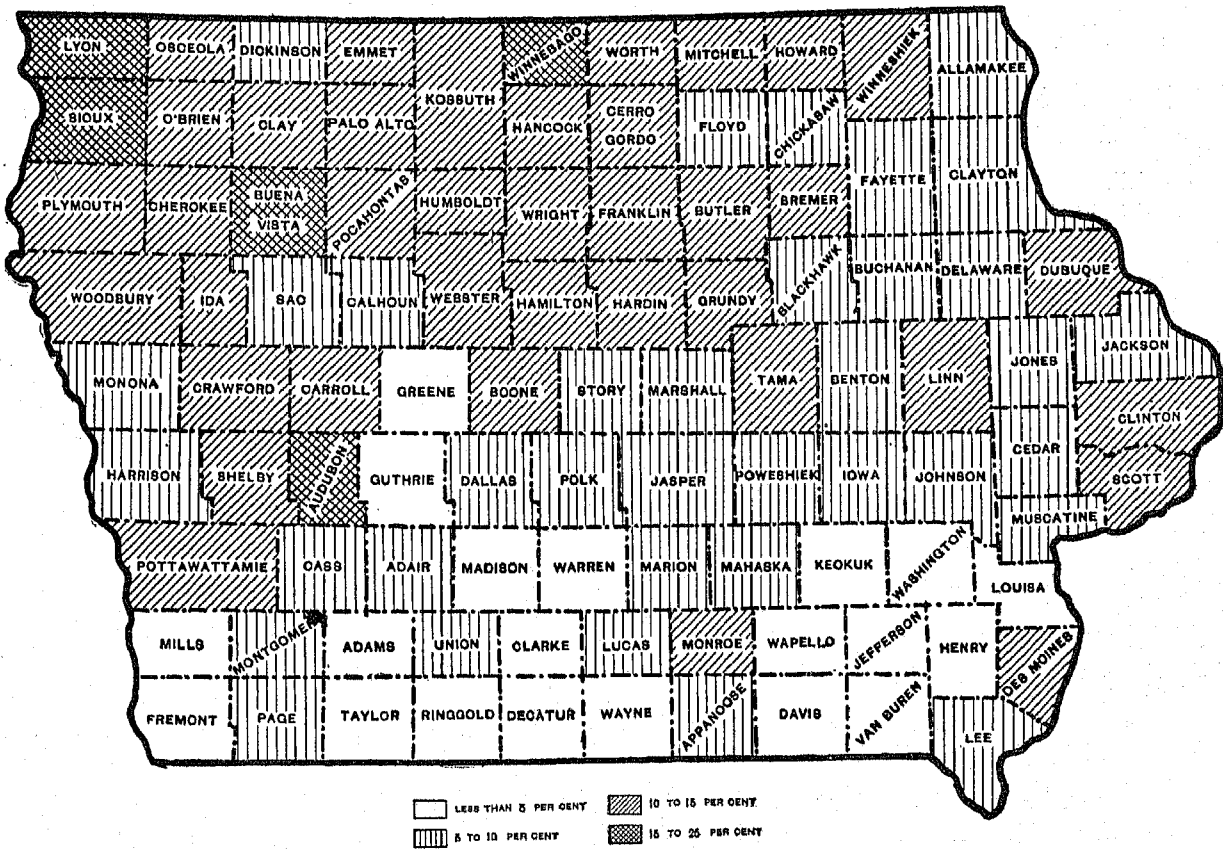 LYON
OSCEOLA
DICKINSON
EMMET
WINNEBAGO
WORTH
MITCHELL
HOWARD
WINNESHIEK
ALLAMAKEE
SIOUX
O'BRIEN
CLAY
PALO ALTO
KOSSUTH
HANCOCK
CERRO
GORDO
FLOYD
CHICKASAW
FAYETTE
CLAYTON
PLYMOUTH
CHEROKEE
BUENA
VISTA
POCAHONTAS
HUMBOLDT
WRIGHT
FRANKLIN
BUTLER
BREMER
WOODBURY
IDA
SAC
CALHOUN
WEBSTER
HAMILTON
HARDIN
GRUNDY
BLACKHAWK
BUCHANAN
DELAWARE
DUBUQUE
MONONA
CRAWFORD
CARROLL
GREENE
BOONE
STORY
MARSHALL
TAMA
BENTON
LINN
JONES
JACKSON
CLINTON
HARRISON
SHELBY
AUDUBON
GUTHRIE
DALLAS
POLK
JASPER
POWESHIEK
IOWA
JOHNSON
CEDAR
SCOTT
MUSCATINE
POTTAWATTAMIE
CASS
ADAIR
MADISON
WARREN
MARION
MAHASKA
KEOKUK
WASHINGTON
LOUISA
MILLS
MONTGOMERY
ADAMS
UNION
CLARKE
LUCAS
MONROE
WAPELLO
JEFFERSON
HENRY
DES MOINES
FREMONT
PAGE
TAYLOR
RINGGOLD
DECATUR
WAYNE
APPANOOSE
DAVIS
VAN BUREN
LEE
LESS THAN 5 PER CENT
10 TO 15 PER CENT
5 TO 10 PER CENT
15 TO 25 PER CENT